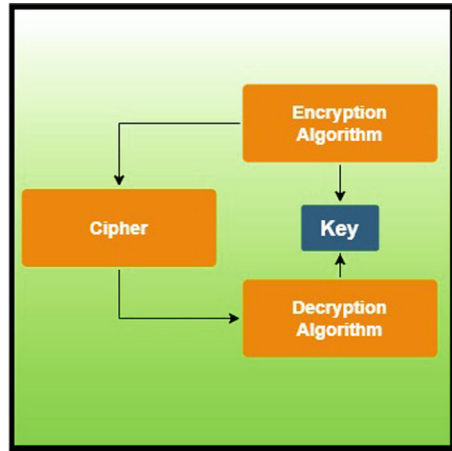 Encryption
Algorithm
Cipher
Key
Decryption
Algorithm